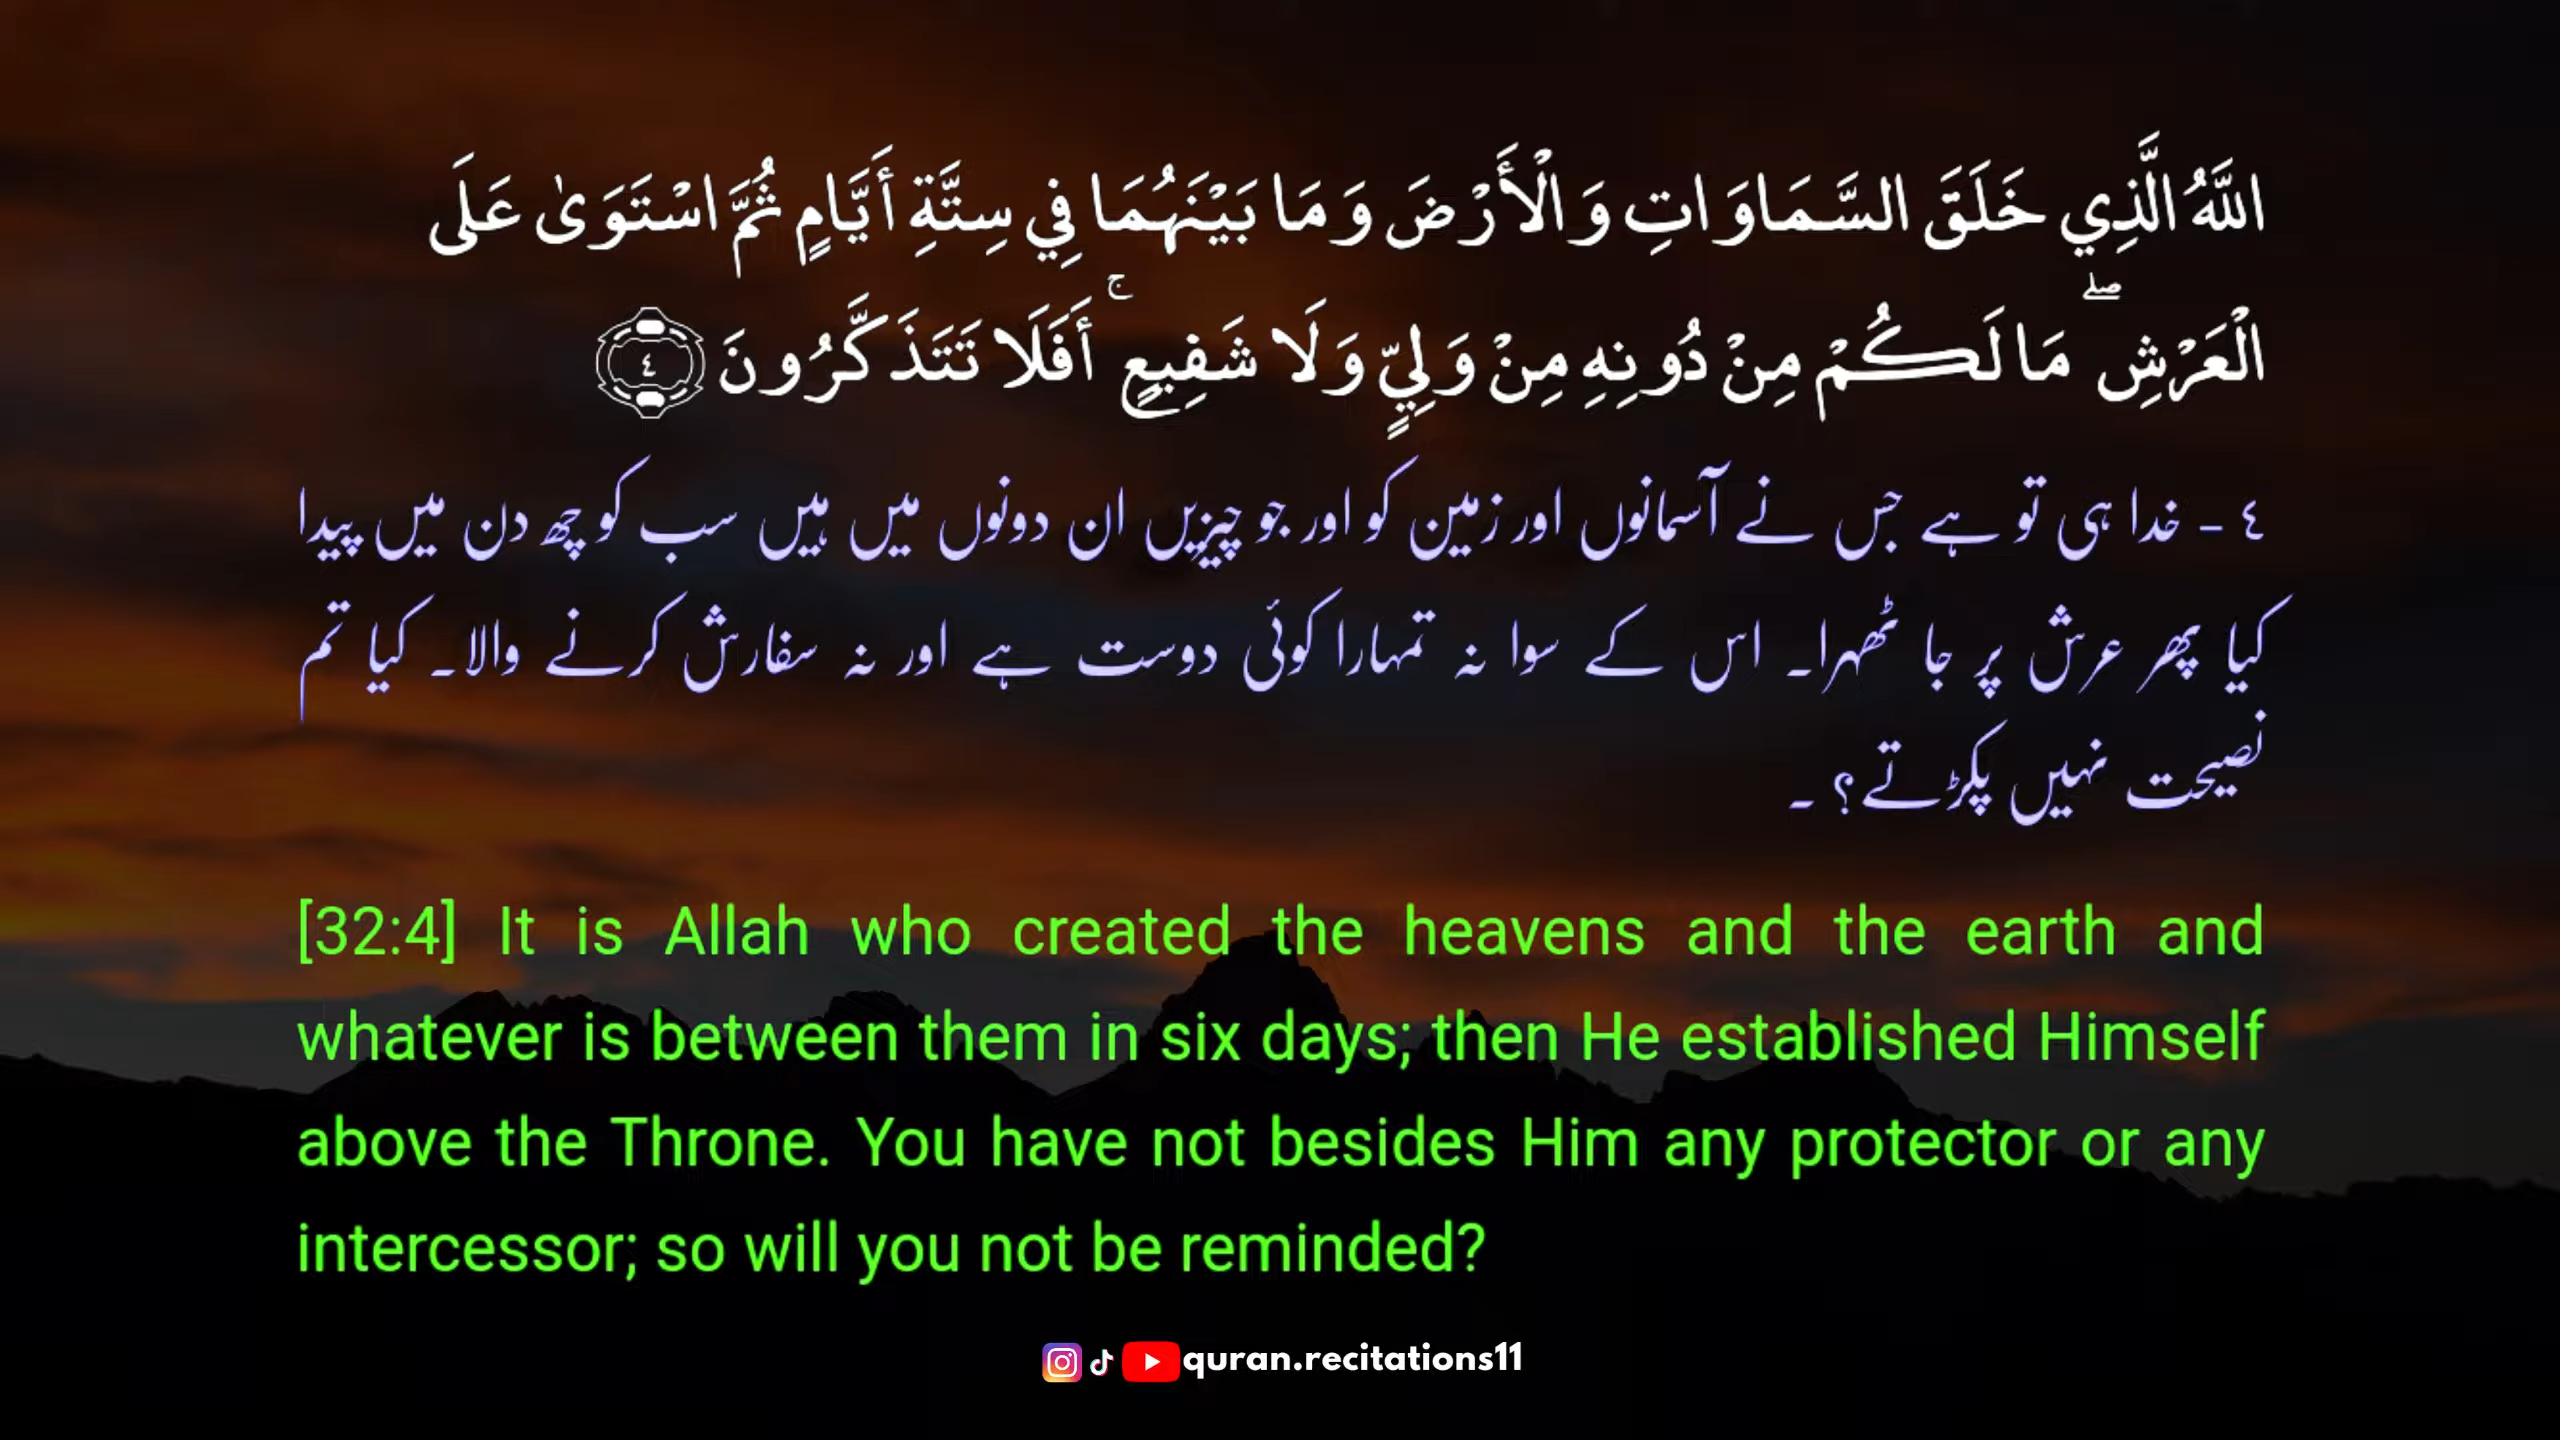 اللَّهُ الَّذِي خَلَقَ السَّمَاوَاتِ وَالْأَرْضَ وَمَا بَيْنَهُمَا فِي سِتَّةِ أَيَّامٍ ثُمَّ اسْتَوَىٰ عَلَى
الْعَرْشِ ۖ مَا لَكُمْ مِنْ دُونِهِ مِنْ وَلِيٍّ وَلَا شَفِيعٍ ۚ أَفَلَا تَتَذَكَّرُونَ ٤
٤ - خدا ہی تو ہے جس نے آسمانوں اور زمین کو اور جو چیزیں ان دونوں میں ہیں سب کو چھ دن میں پیدا
کیا پھر عرش پر جا ٹھہرا۔ اس کے سوا نہ تمہارا کوئی دوست ہے اور نہ سفارش کرنے والا۔ کیا تم
نصیحت نہیں پکڑتے؟ ۔
[32:4] It is Allah who created the heavens and the earth and
whatever is between them in six days; then He established Himself
above the Throne. You have not besides Him any protector or any
intercessor; so will you not be reminded?
quran.recitations11